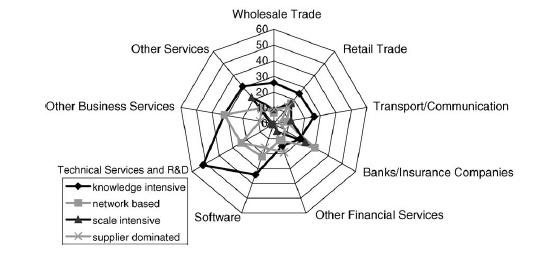 Wholesale Trade
60
50
40
30
20
Other Services
Retail Trade
Other Business Services
Transport/Communication
Technical Services and R&D
Banks/Insurance Companies
Software
Other Financial Services
knowledge intensive
network based
scale intensive
supplier dominated